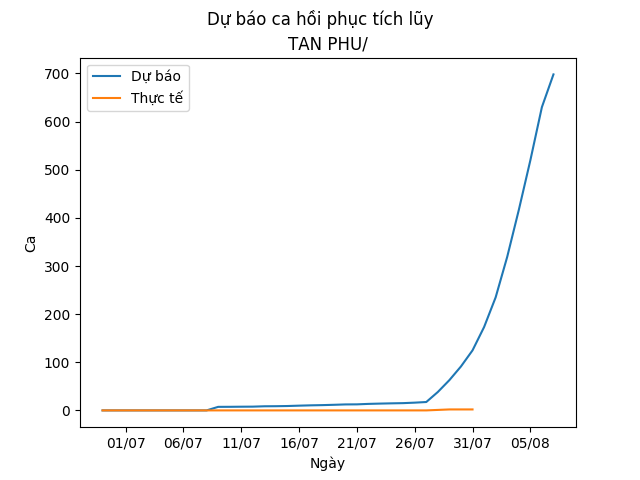 Dự báo ca hồi phục tích lũy
TAN PHU/
Dự báo
Thực tế
700
600
500
400
300
200
100
0
Ca
01/07 06/07 11/07 16/07 21/07 26/07 31/07 05/08
Ngày